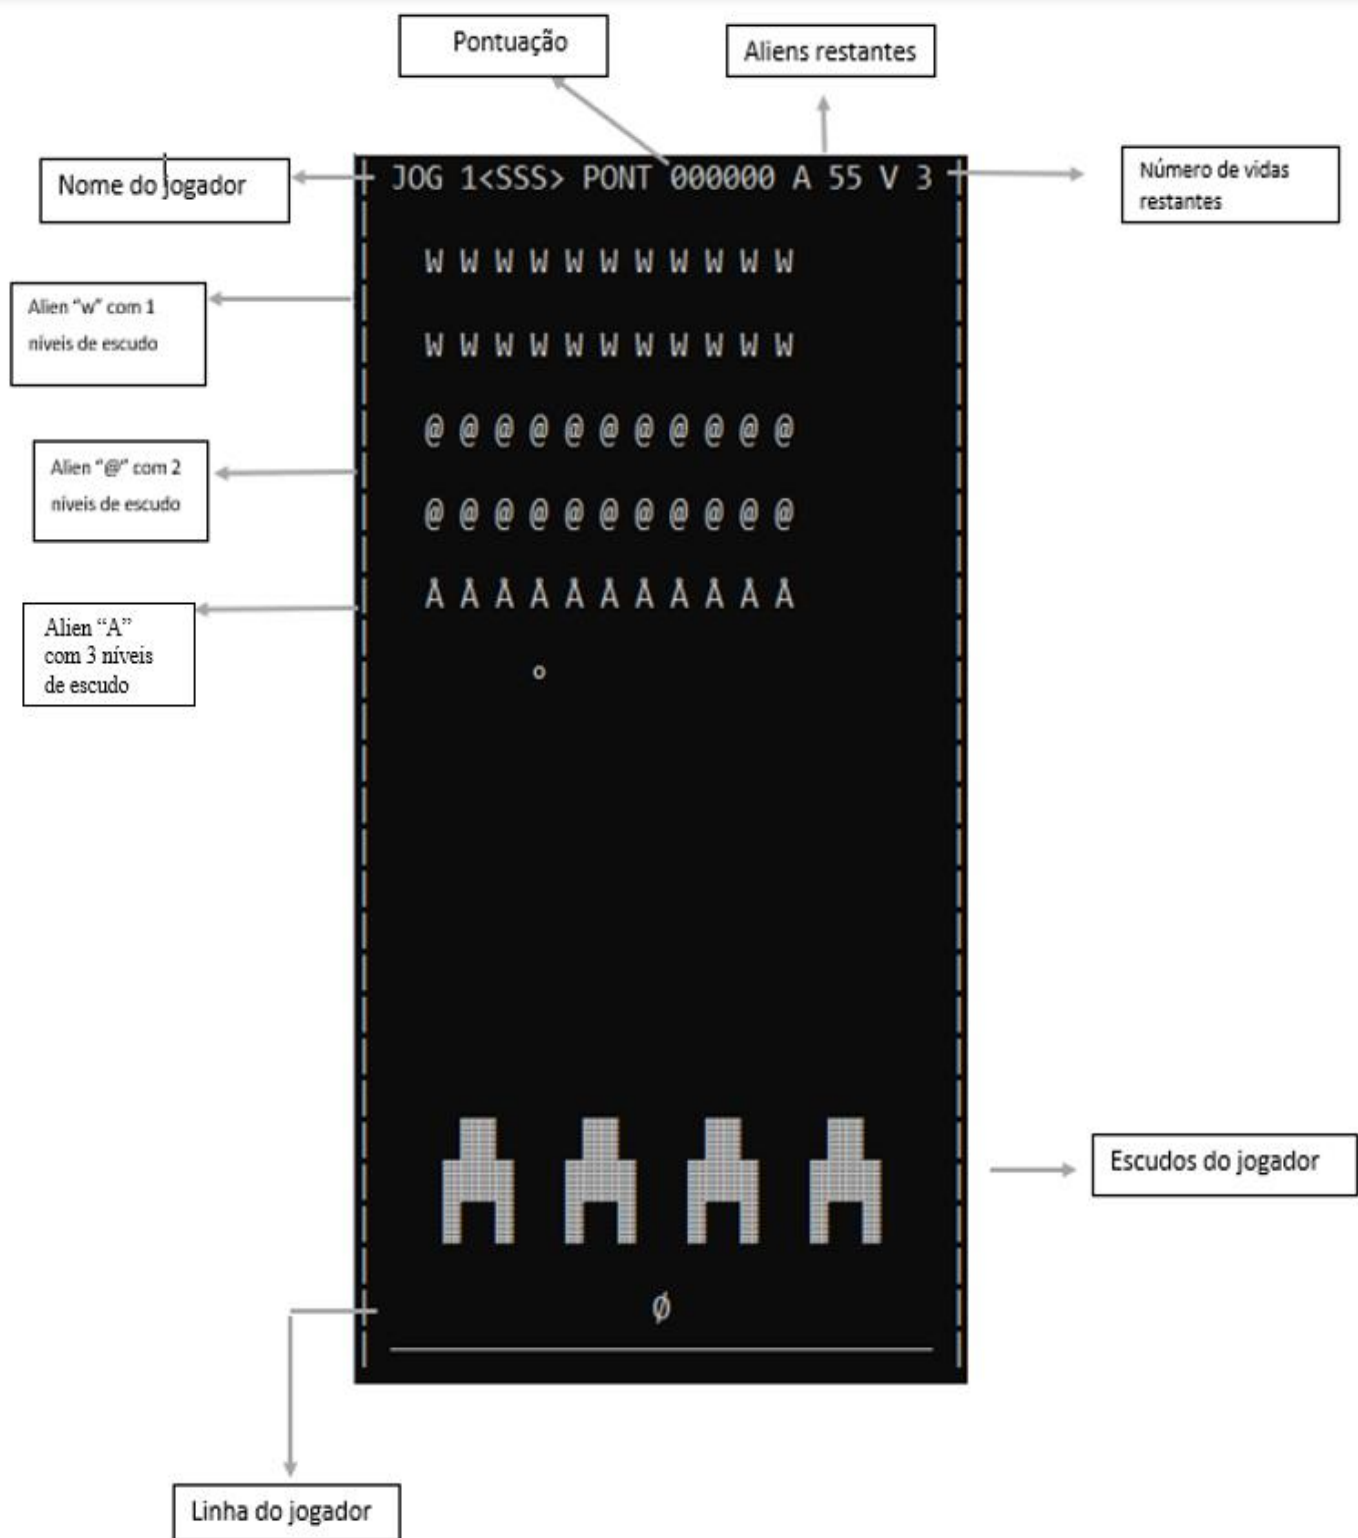 Pontuação
Aliens restantes
Nome do jogador
JOG 1<SSS> PONT 000000 A 55 V 3
Número de vidas
restantes
W W W W W W W W W W W
Alien “w” com 1
níveis de escudo
W W W W W W W W W W W
@ @ @ @ @ @ @ @ @ @ @
Alien “@” com 2
níveis de escudo
@ @ @ @ @ @ @ @ @ @ @
Å Å Å Å Å Å Å Å Å Å Å
Alien “A”
com 3 níveis
de escudo
o
Escudos do jogador
Ø
Linha do jogador